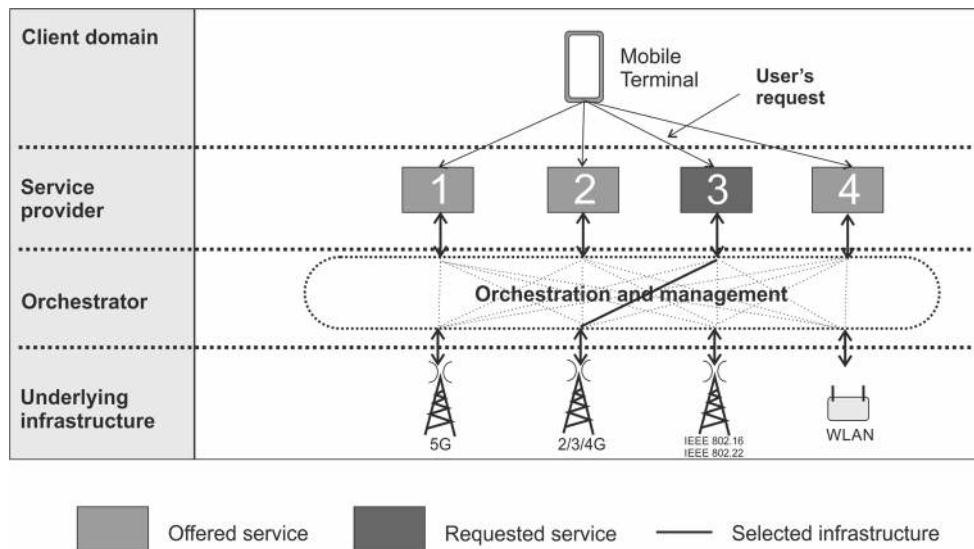 Client domain
Mobile
Terminal
User's
request
Service
provider
1
2
3
4
Orchestrator
Orchestration and management
Underlying
infrastructure
5G
2/3/4G
IEEE 802.16
IEEE 802.22
WLAN
Offered service
Requested service
Selected infrastructure